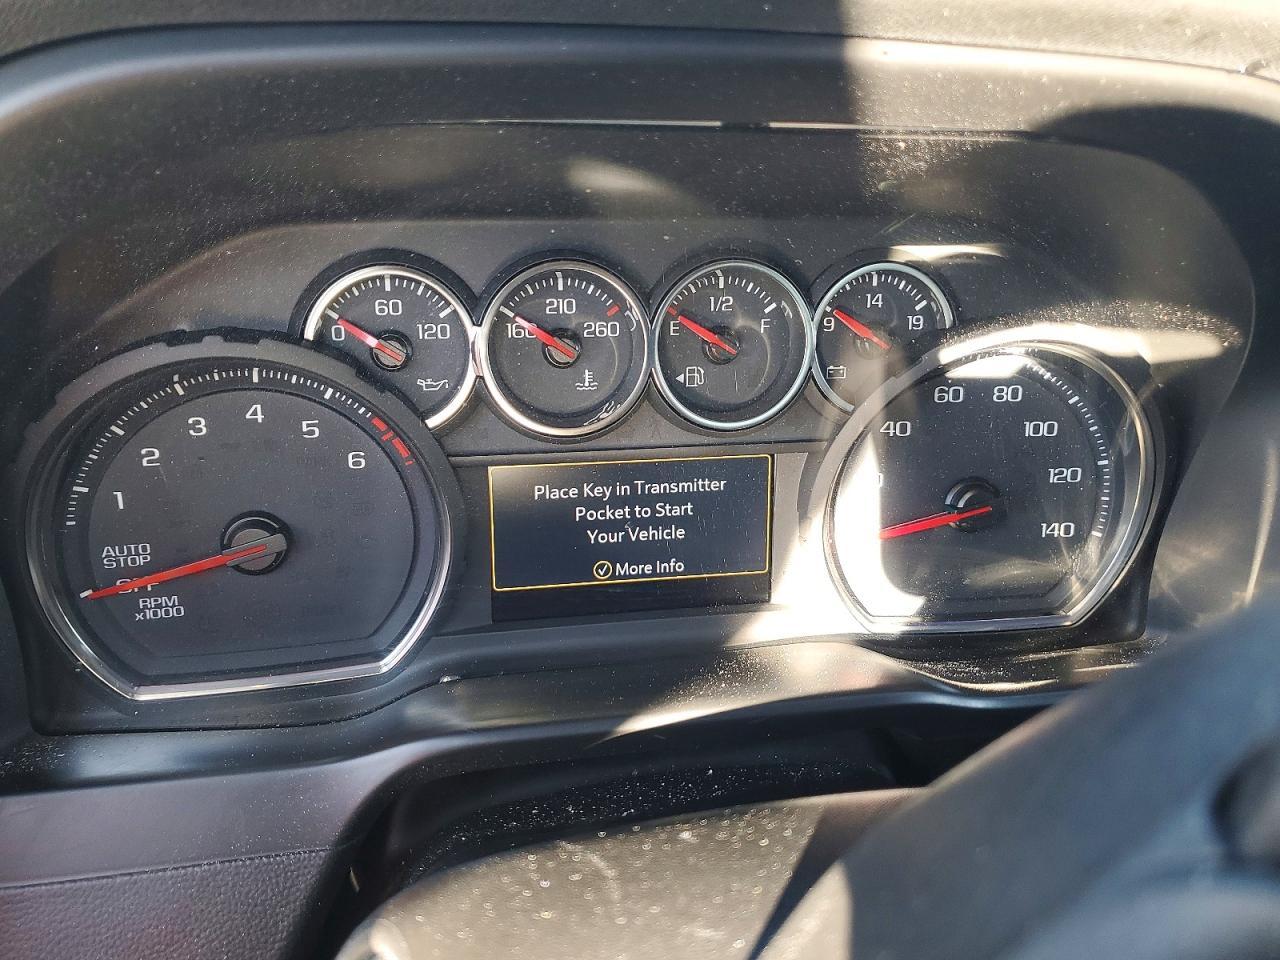 60
0
120
210
160
260
1/2
E
F
14
9
19
1
2
3
4
5
6
AUTO
STOP
OFF
RPM
x1000
Place Key in Transmitter
Pocket to Start
Your Vehicle
More Info
40
60
80
100
120
140